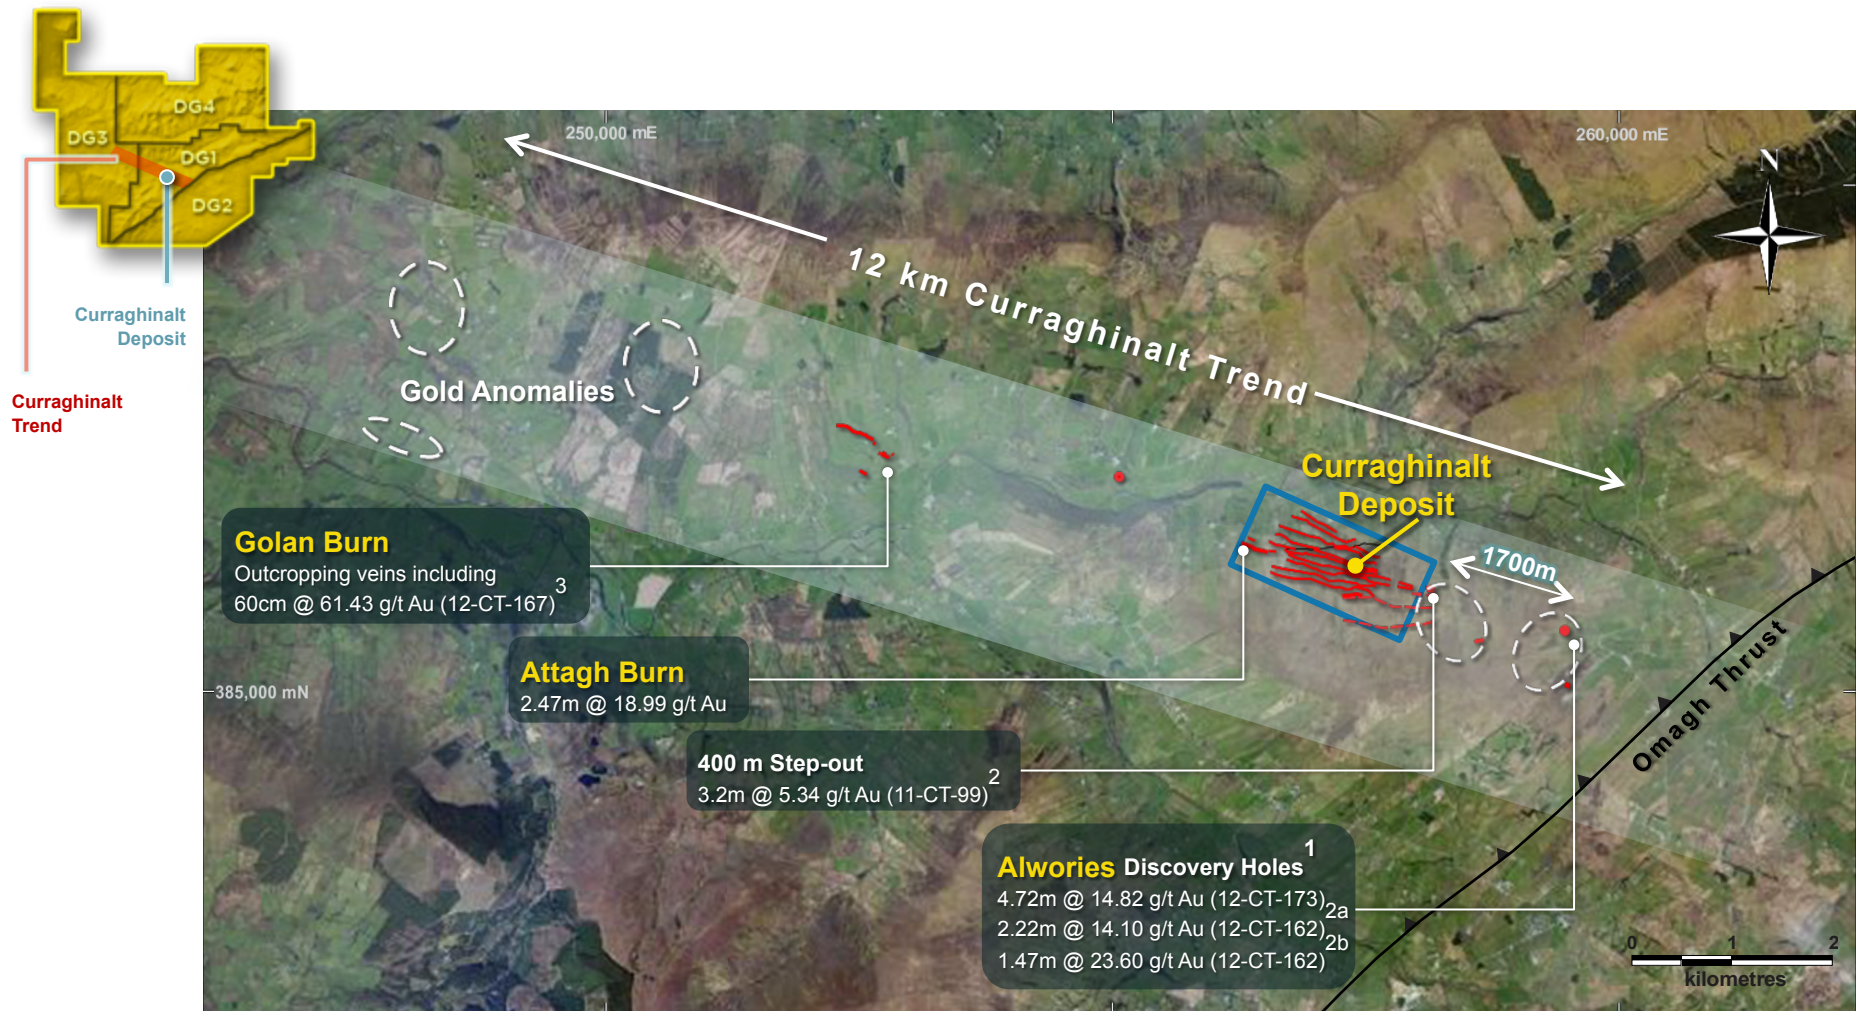 DG4
DG3
DG1
DG2
Curraghinalt
Deposit
Curraghinalt
Trend
250,000 mE
260,000 mE
N
12 km Curraghinalt Trend
Gold Anomalies
Curraghinalt
Deposit
1700m
Golan Burn
Outcropping veins including
60cm @ 61.43 g/t Au (12-CT-167)3
385,000 mN
Attagh Burn
2.47m @ 18.99 g/t Au
Omagh Thrust
400 m Step-out
3.2m @ 5.34 g/t Au (11-CT-99)2
Alwories Discovery Holes1
4.72m @ 14.82 g/t Au (12-CT-173)2a
2.22m @ 14.10 g/t Au (12-CT-162)2b
1.47m @ 23.60 g/t Au (12-CT-162)
0 1 2
kilometres